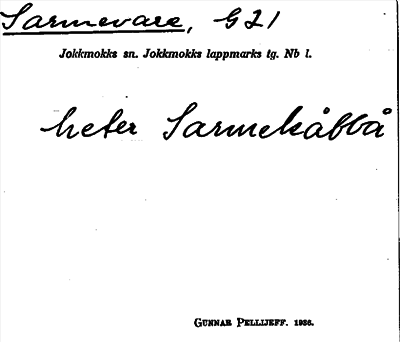 Sarmevare, G21
Jokkmokks sn. Jokkmokks lappmarks tg. Nb l.
heter Sarmekåbbå
GUNNAR PELLIJEFF. 1936.